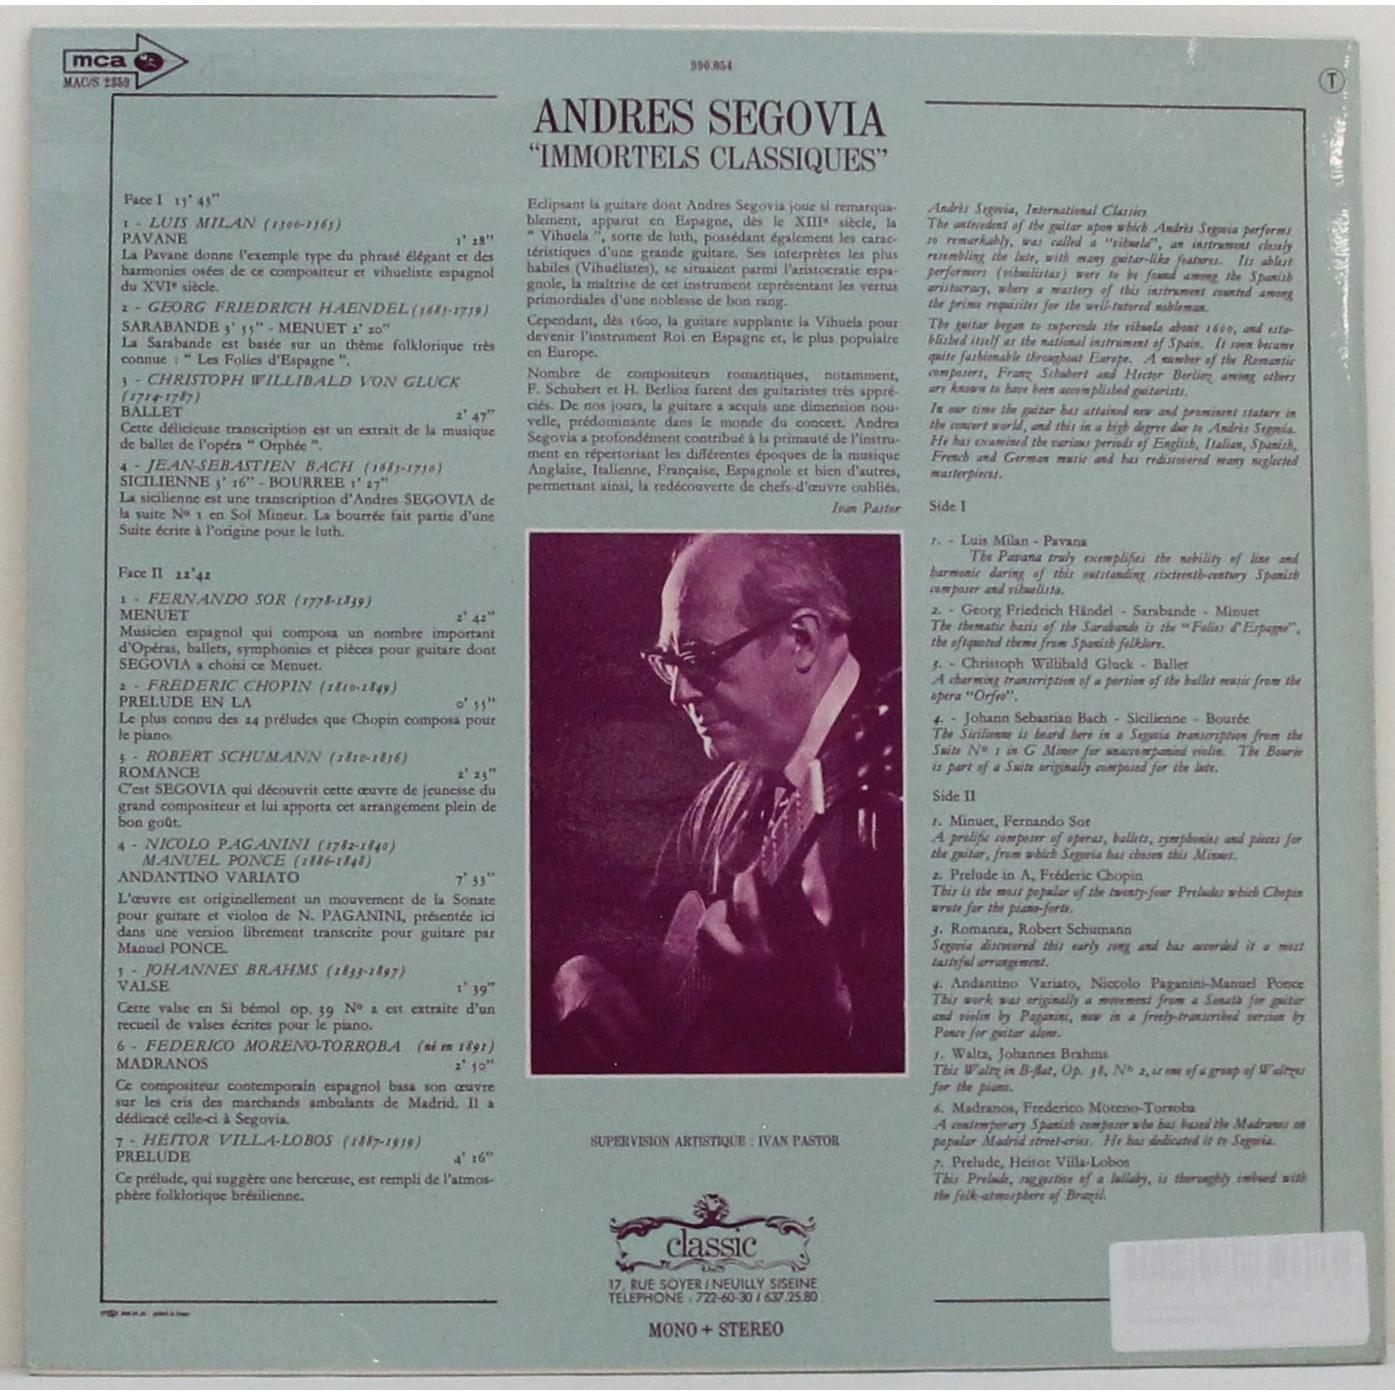 mca
MAC/S 2359
990.054
T
ANDRES SEGOVIA
"IMMORTELS CLASSIQUES"
Face I 15' 45"
1 - LUIS MILAN (1500-1565)
PAVANE 1' 28"
La Pavane donne l'exemple type du phrasé élégant et des
harmonies osées de ce compositeur et vihueliste espagnol
du XVIe siècle.
2 - GEORG FRIEDRICH HAENDEL (1685-1759)
SARABANDE 3' 55" - MENUET 2' 20"
La Sarabande est basée sur un thème folklorique très
connue : " Les Folies d'Espagne ".
3 - CHRISTOPH WILLIBALD VON GLUCK
(1714-1787)
BALLET 2' 47"
Cette délicieuse transcription est un extrait de la musique
de ballet de l'opéra " Orphée ".
4 - JEAN-SEBASTIEN BACH (1685-1750)
SICILIENNE 3' 16" - BOURREE 1' 27"
La sicilienne est une transcription d'Andres SEGOVIA de
la suite No 1 en Sol Mineur. La bourrée fait partie d'une
Suite écrite à l'origine pour le luth.
Face II 22'42
1 - FERNANDO SOR (1778-1839)
MENUET 2' 42"
Musicien espagnol qui composa un nombre important
d'Opéras, ballets, symphonies et pièces pour guitare dont
SEGOVIA a choisi ce Menuet.
2 - FREDERIC CHOPIN (1810-1849)
PRELUDE EN LA 0' 55"
Le plus connu des 24 préludes que Chopin composa pour
le piano.
3 - ROBERT SCHUMANN (1810-1856)
ROMANCE 2' 23"
C'est SEGOVIA qui découvrit cette œuvre de jeunesse du
grand compositeur et lui apporta cet arrangement plein de
bon goût.
4 - NICOLO PAGANINI (1782-1840)
MANUEL PONCE (1886-1848)
ANDANTINO VARIATO 7' 55"
L'œuvre est originellement un mouvement de la Sonate
pour guitare et violon de N. PAGANINI, présentée ici
dans une version librement transcrite pour guitare par
Manuel PONCE.
5 - JOHANNES BRAHMS (1833-1897)
VALSE 1' 39"
Cette valse en Si bémol op. 39 No 2 est extraite d'un
recueil de valses écrites pour le piano.
6 - FEDERICO MORENO-TORROBA (né en 1891)
MADRANOS 2' 50"
Ce compositeur contemporain espagnol basa son œuvre
sur les cris des marchands ambulants de Madrid. Il a
dédicacé celle-ci à Segovia.
7 - HEITOR VILLA-LOBOS (1887-1959)
PRELUDE 4' 16"
Ce prélude, qui suggère une berceuse, est rempli de l'atmos-
phère folklorique brésilienne.
Eclipsant la guitare dont Andres Segovia joue si remarqua-
blement, apparut en Espagne, dès le XIIIe siècle, la
" Vihuela ", sorte de luth, possédant également les carac-
téristiques d'une grande guitare. Ses interprètes les plus
habiles (Vihuélistes), se situaient parmi l'aristocratie espa-
gnole, la maîtrise de cet instrument représentant les vertus
primordiales d'une noblesse de bon rang.
Cependant, dès 1600, la guitare supplante la Vihuela pour
devenir l'instrument Roi en Espagne et, le plus populaire
en Europe.
Nombre de compositeurs romantiques, notamment,
F. Schubert et H. Berlioz furent des guitaristes très appré-
ciés. De nos jours, la guitare a acquis une dimension nou-
velle, prédominante dans le monde du concert. Andres
Segovia a profondément contribué à la primauté de l'instru-
ment en répertoriant les différentes époques de la musique
Anglaise, Italienne, Française, Espagnole et bien d'autres,
permettant ainsi, la redécouverte de chefs-d'œuvre oubliés.
Ivan Pastor
SUPERVISION ARTISTIQUE : IVAN PASTOR
classic
17, RUE SOYER / NEUILLY S/SEINE
TELEPHONE : 722-60-30 / 637.25.80
MONO + STEREO
Andrès Segovia, International Classics
The antecedent of the guitar upon which Andrès Segovia performs
so remarkably, was called a "vihuela", an instrument closely
resembling the lute, with many guitar-like features. Its ablest
performers (vihuelistas) were to be found among the Spanish
aristocracy, where a mastery of this instrument counted among
the prime requisites for the well-tutored nobleman.
The guitar began to supercede the vihuela about 1600, and esta-
blished itself as the national instrument of Spain. It soon became
quite fashionable throughout Europe. A number of the Romantic
composers, Franz Schubert and Hector Berlioz among others
are known to have been accomplished guitarists.
In our time the guitar has attained new and prominent stature in
the concert world, and this in a high degree due to Andrès Segovia.
He has examined the various periods of English, Italian, Spanish,
French and German music and has rediscovered many neglected
masterpieces.
Side I
1. - Luis Milan - Pavana
The Pavana truly exemplifies the nobility of line and
harmonic daring of this outstanding sixteenth-century Spanish
composer and vihuelista.
2. - Georg Friedrich Händel - Sarabande - Minuet
The thematic basis of the Sarabande is the "Folies d'Espagne",
the oftquoted theme from Spanish folklore.
3. - Christoph Willibald Gluck - Ballet
A charming transcription of a portion of the ballet music from the
opera "Orfeo".
4. - Johann Sebastian Bach - Sicilienne - Bourée
The Sicilienne is heard here in a Segovia transcription from the
Suite No 1 in G Minor for unaccompanied violin. The Bourée
is part of a Suite originally composed for the lute.
Side II
1. Minuet, Fernando Sor
A prolific composer of operas, ballets, symphonies and pieces for
the guitar, from which Segovia has chosen this Minuet.
2. Prelude in A, Fréderic Chopin
This is the most popular of the twenty-four Preludes which Chopin
wrote for the piano-forte.
3. Romanza, Robert Schumann
Segovia discovered this early song and has accorded it a most
tasteful arrangement.
4. Andantino Variato, Niccolo Paganini-Manuel Ponce
This work was originally a movement from a Sonata for guitar
and violin by Paganini, now in a freely-transcribed version by
Ponce for guitar alone.
5. Waltz, Johannes Brahms
This Waltz in B-flat, Op. 38, No 2, is one of a group of Waltzes
for the piano.
6. Madranos, Frederico Moreno-Torroba
A contemporary Spanish composer who has based the Madranos on
popular Madrid street-cries. He has dedicated it to Segovia.
7. Prelude, Heitor Villa-Lobos
This Prelude, suggestive of a lullaby, is thoroughly imbued with
the folk-atmosphere of Brazil.